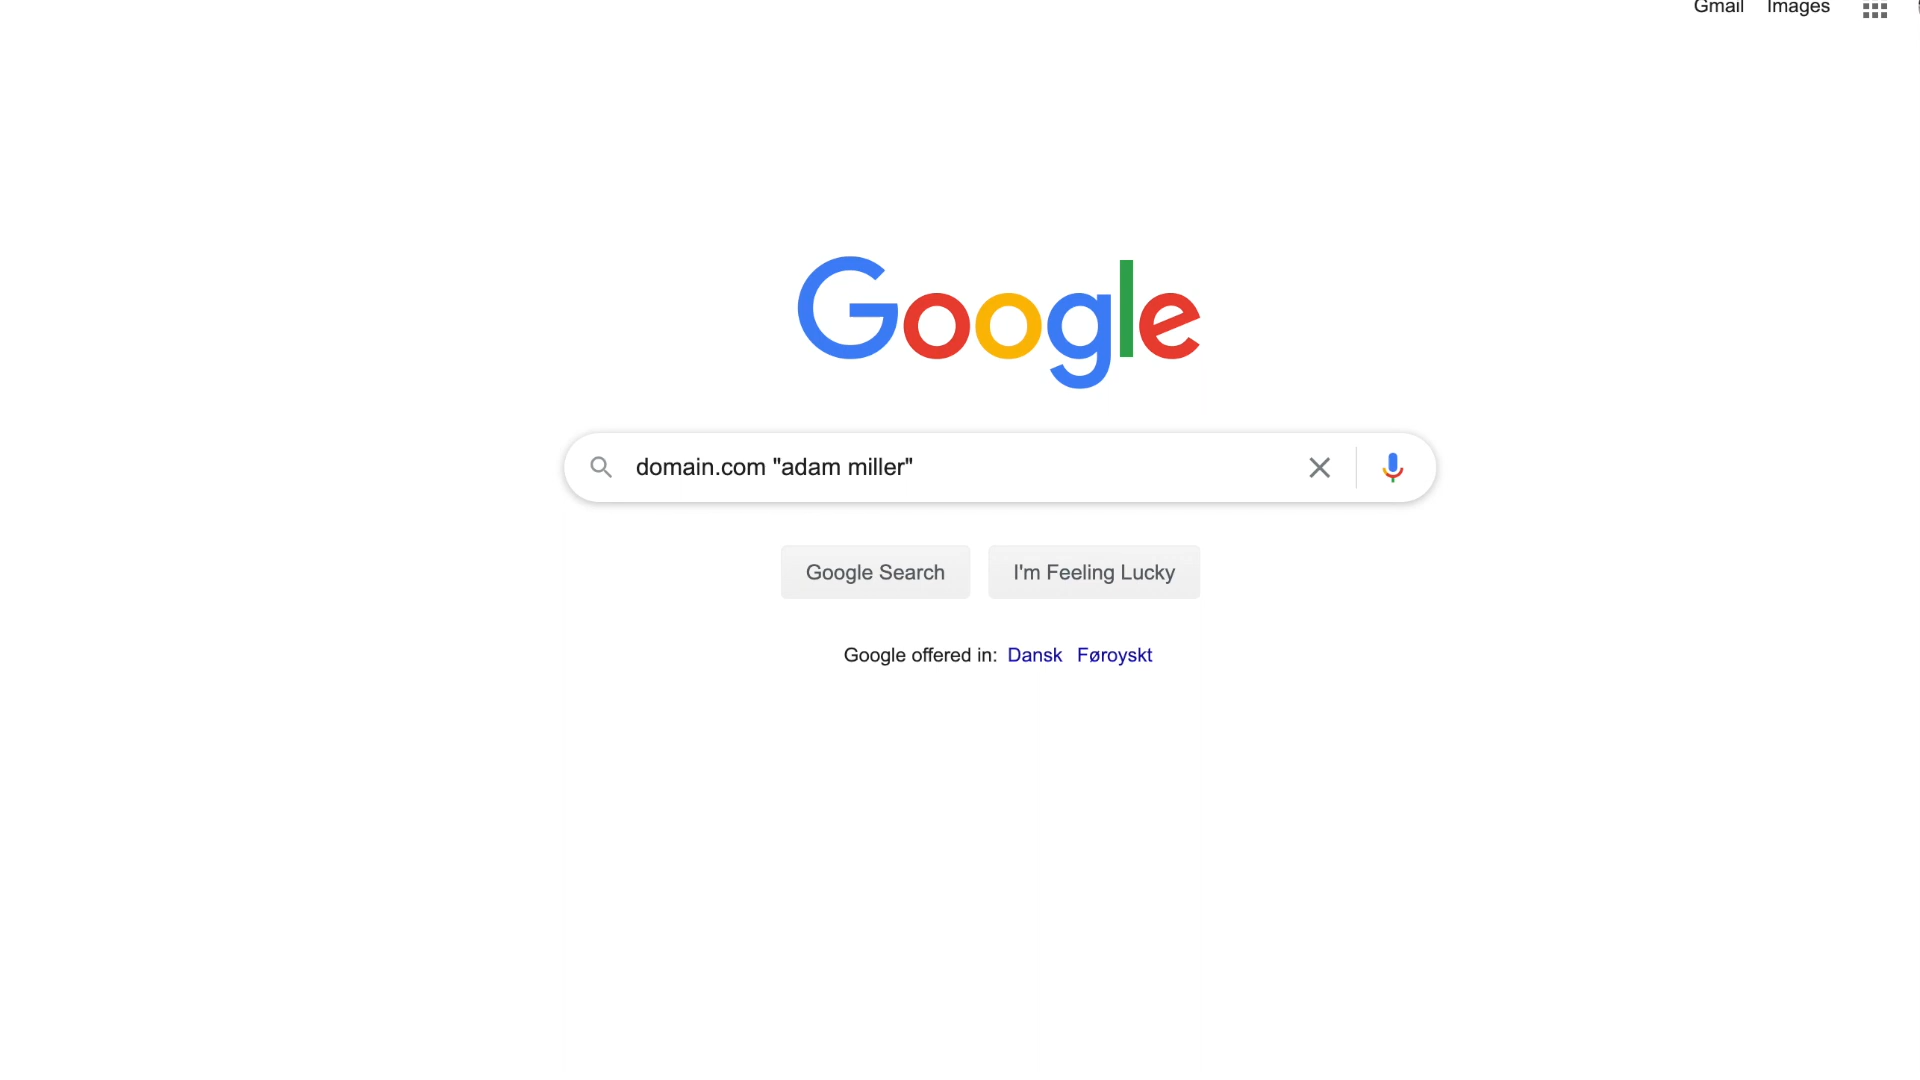 Gmail Images
Google
domain.com "adam miller"
Google Search I'm Feeling Lucky
Google offered in: Dansk Føroyskt